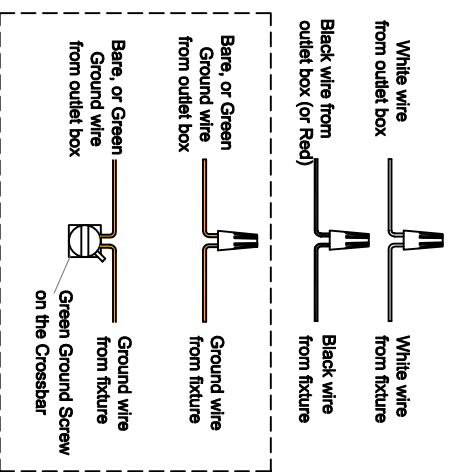 White wire
from outlet box
White wire
from fixture
Black wire from
outlet box (or Red)
Black wire
from fixture
Bare, or Green
Ground wire
from outlet box
Ground wire
from fixture
Bare, or Green
Ground wire
from outlet box
Ground wire
from fixture
Green Ground Screw
on the Crossbar